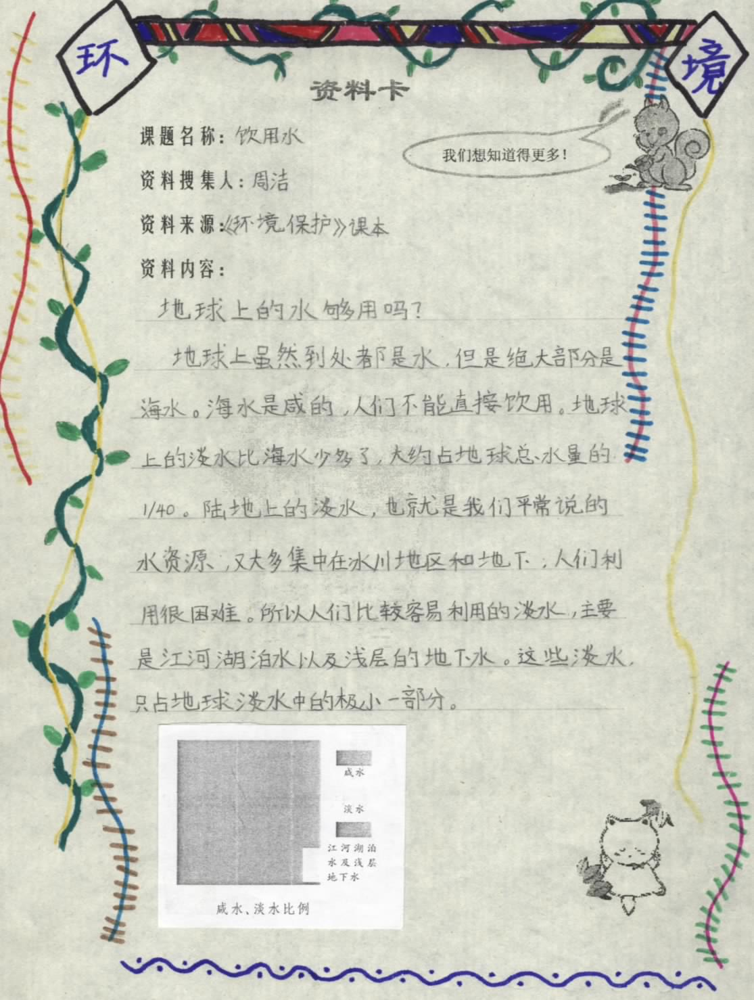 环 境
资料卡
课题名称：饮用水
我们想知道得更多！
资料搜集人：周洁
资料来源：《环境保护》课本
资料内容：
地球上的水够用吗？
地球上虽然到处都是水，但是绝大部分是
海水。海水是咸的，人们不能直接饮用。地球
上的淡水比海水少多了，大约占地球总水量的
1/40。陆地上的淡水，也就是我们平常说的
水资源，又大多集中在冰川地区和地下，人们利
用很困难。所以人们比较容易利用的淡水，主要
是江河湖泊水以及浅层的地下水。这些淡水，
只占地球淡水中的极小一部分。
咸水
淡水
江河湖泊
水及浅层
地下水
咸水、淡水比例